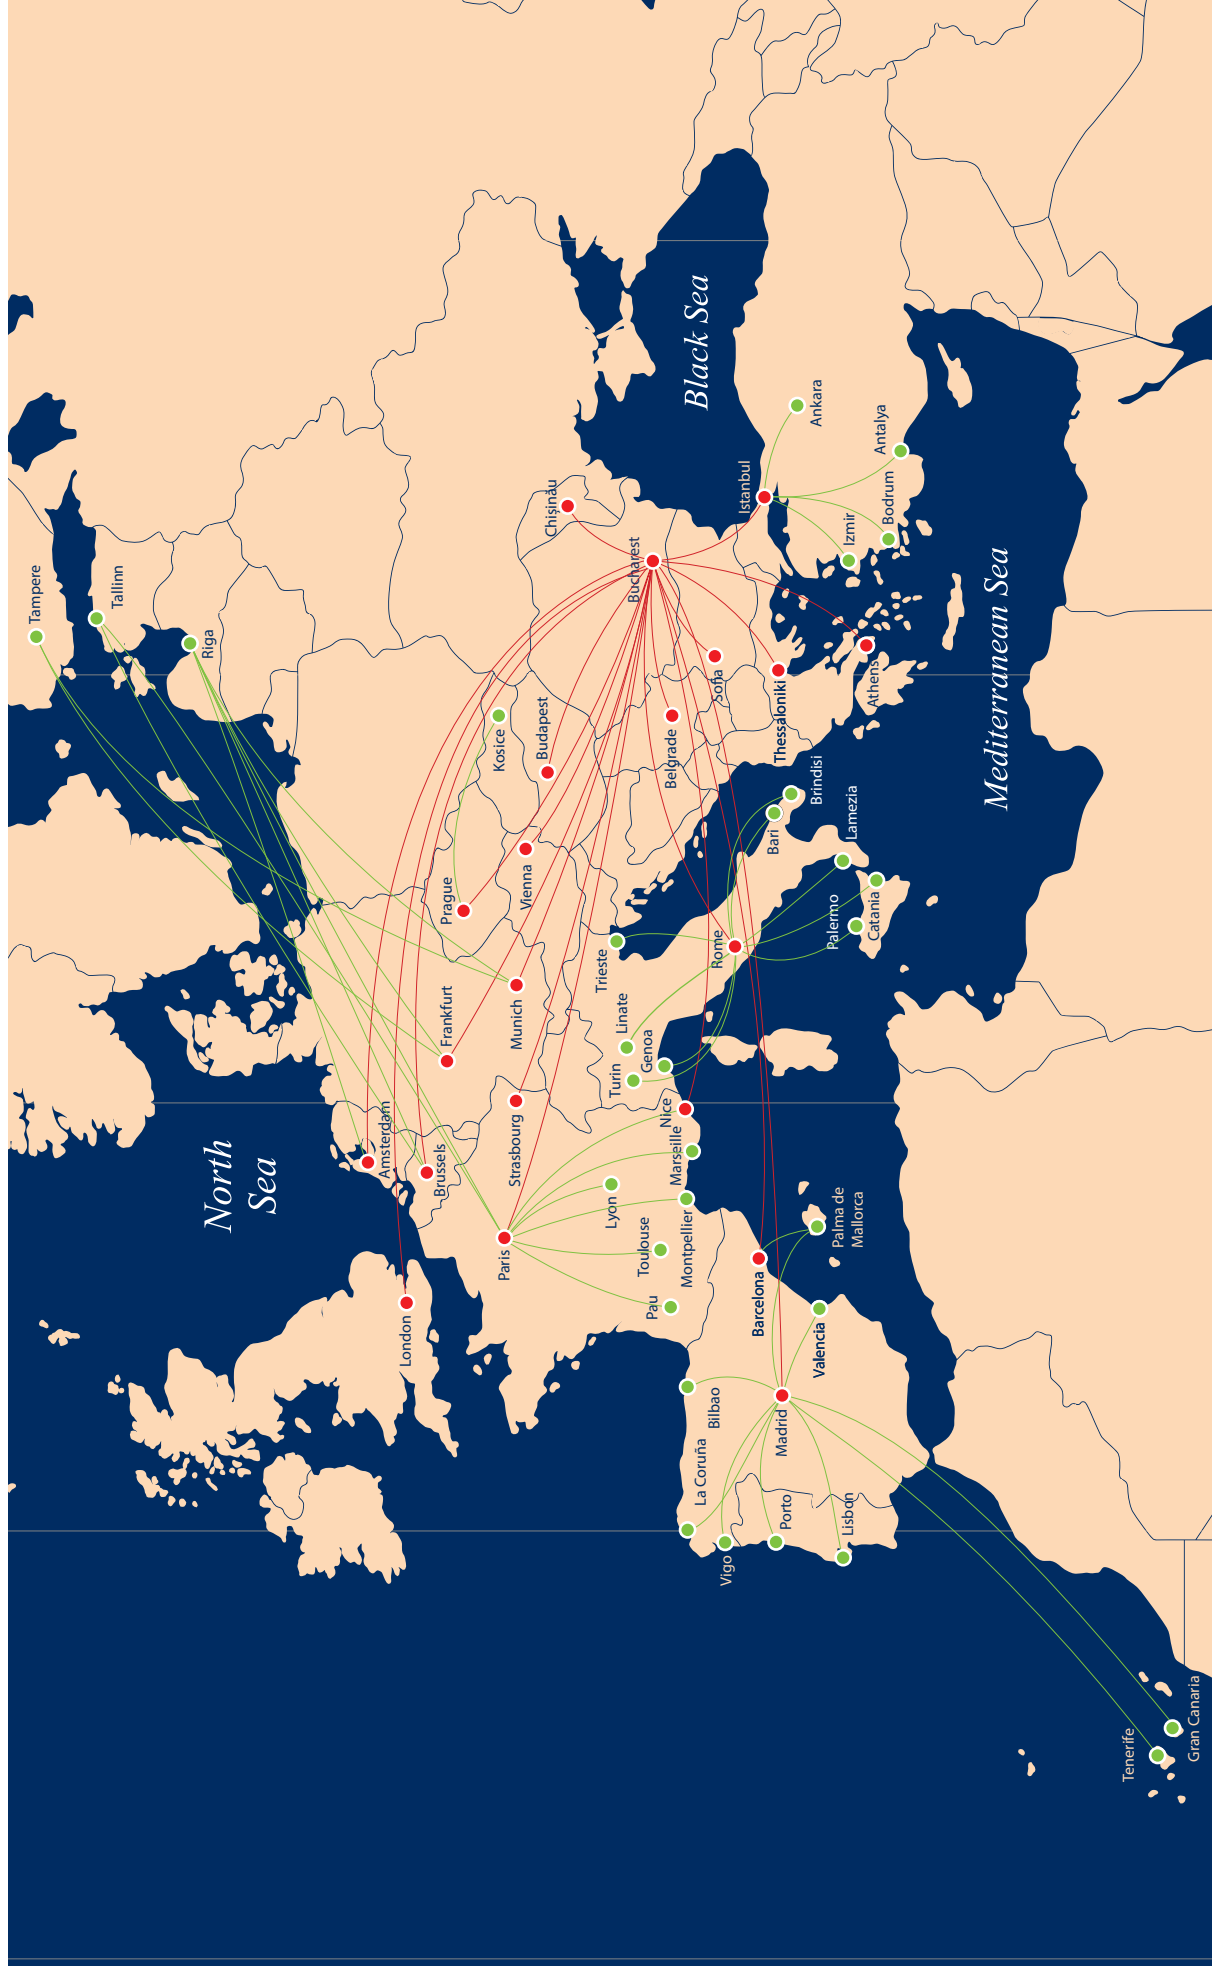 Tampere
Tallinn
Riga
North
Sea
Black Sea
Mediterranean Sea
Chișinău
Bucharest
Istanbul
Ankara
Antalya
Izmir
Bodrum
Kosice
Budapest
Sofia
Belgrade
Thessaloniki
Athens
Prague
Vienna
Brindisi
Bari
Lamezia
Trieste
Rome
Palermo
Catania
Frankfurt
Munich
Linate
Genoa
Turin
Amsterdam
Brussels
Strasbourg
Nice
Marseille
London
Paris
Lyon
Toulouse
Montpellier
Pau
Palma de
Mallorca
Barcelona
Valencia
Bilbao
Madrid
La Coruña
Vigo
Porto
Lisbon
Tenerife
Gran Canaria